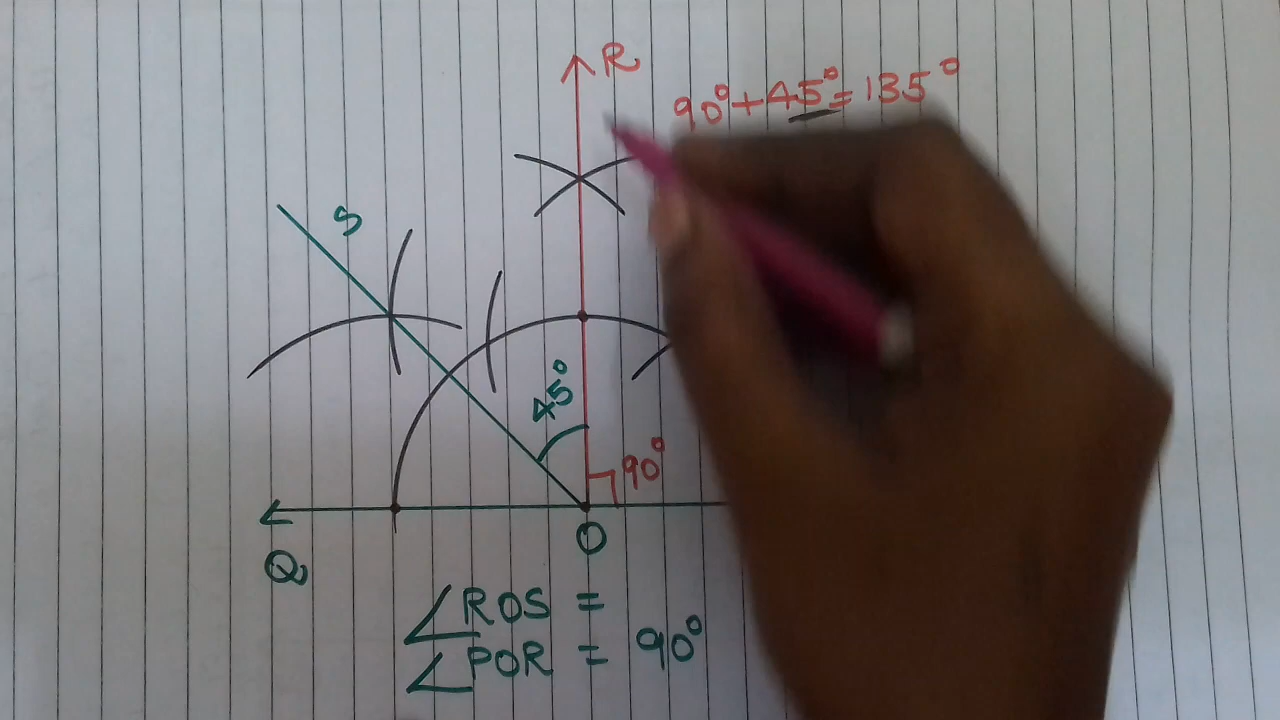 R
90°+45°=135°
S
45°
90°
O
Q
∠ROS =
∠POR = 90°